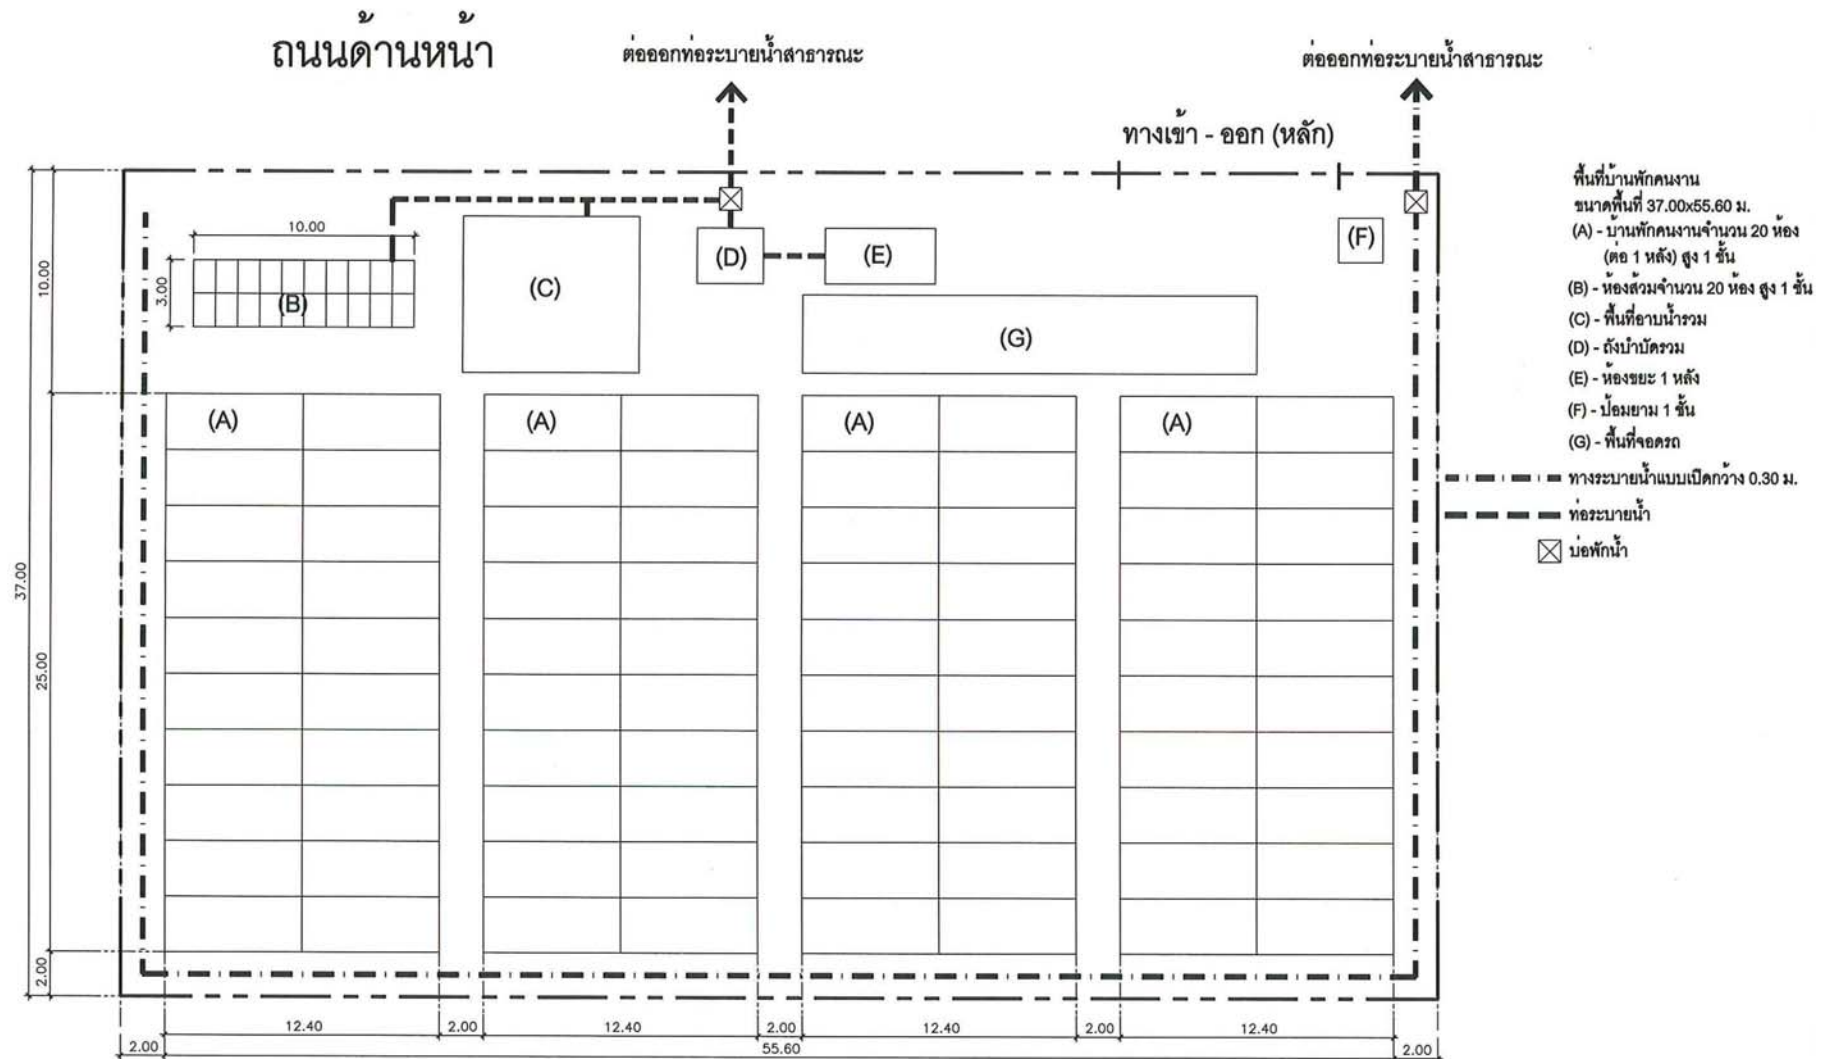 ถนนด้านหน้า
ต่อออกท่อระบายน้ำสาธารณะ
ต่อออกท่อระบายน้ำสาธารณะ
ทางเข้า - ออก (หลัก)
พื้นที่บ้านพักคนงาน
ขนาดพื้นที่ 37.00x55.60 ม.
(A) - บ้านพักคนงานจำนวน 20 ห้อง
(ต่อ 1 หลัง) สูง 1 ชั้น
(B) - ห้องส้วมจำนวน 20 ห้อง สูง 1 ชั้น
(C) - พื้นที่อาบน้ำรวม
(D) - ถังบำบัดรวม
(E) - ห้องขยะ 1 หลัง
(F) - ป้อมยาม 1 ชั้น
(G) - พื้นที่จอดรถ
ทางระบายน้ำแบบเปิดกว้าง 0.30 ม.
ท่อระบายน้ำ
บ่อพักน้ำ
10.00
3.00
(B)
(C)
(D)
(E)
(F)
(G)
(A)
(A)
(A)
(A)
37.00
10.00
25.00
2.00
12.40
2.00
12.40
2.00
12.40
2.00
12.40
2.00
55.60
2.00